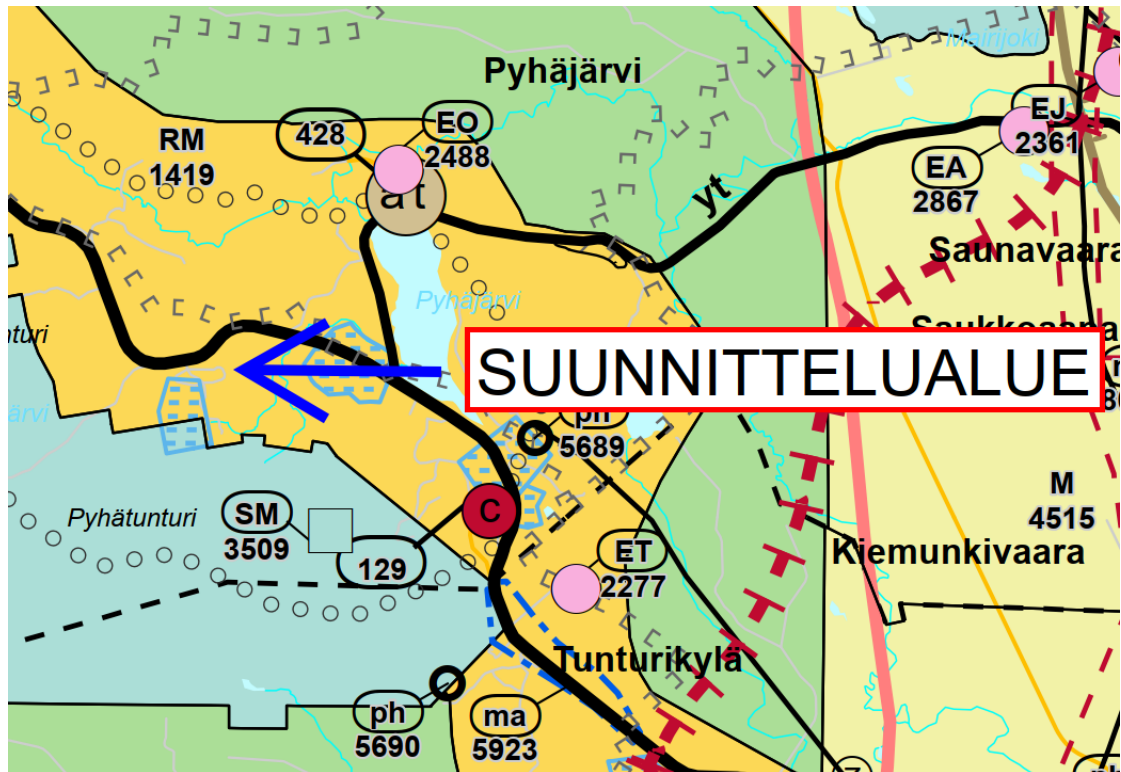 Mairijoki
Pyhäjärvi
EO
2488
428
RM
1419
EJ
2361
EA
2867
at
yt
Saunavaara
Pyhäjärvi
SUUNNITTELUALUE
ph
5689
M
4515
C
Pyhätunturi
SM
3509
129
ET
2277
Kiemunkivaara
Tunturikylä
ph
5690
ma
5923